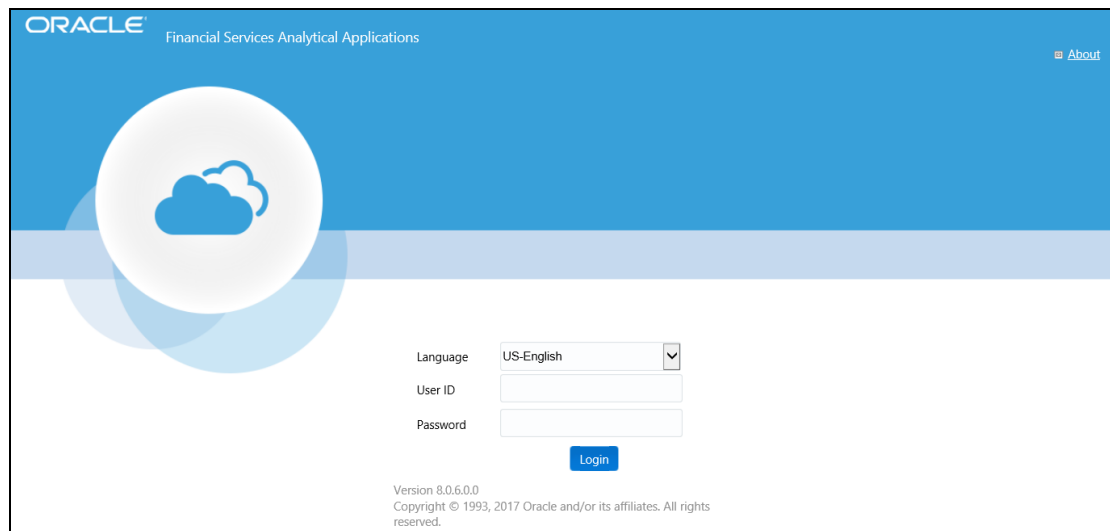 ORACLE
Financial Services Analytical Applications
About
Language US-English
User ID
Password
Login
Version 8.0.6.0.0
Copyright © 1993, 2017 Oracle and/or its affiliates. All rights
reserved.